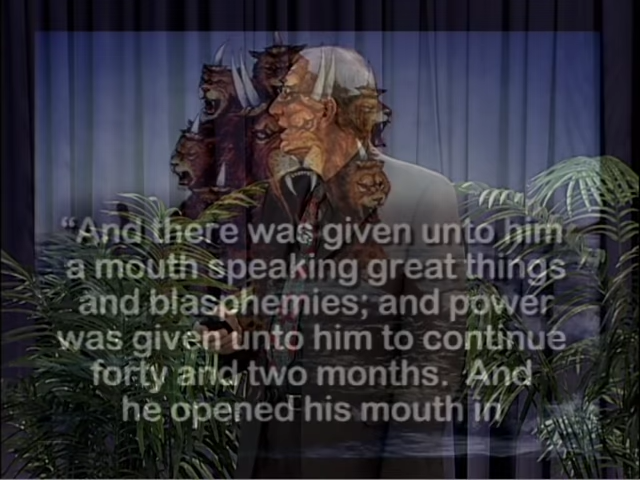 “And there was given unto him
a mouth speaking great things
and blasphemies; and power
was given unto him to continue
forty and two months.  And
he opened his mouth in